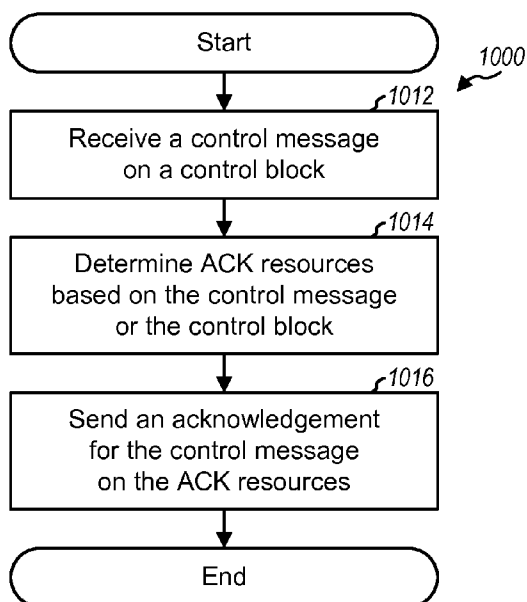 Start
1000
1012
Receive a control message
on a control block
1014
Determine ACK resources
based on the control message
or the control block
1016
Send an acknowledgement
for the control message
on the ACK resources
End